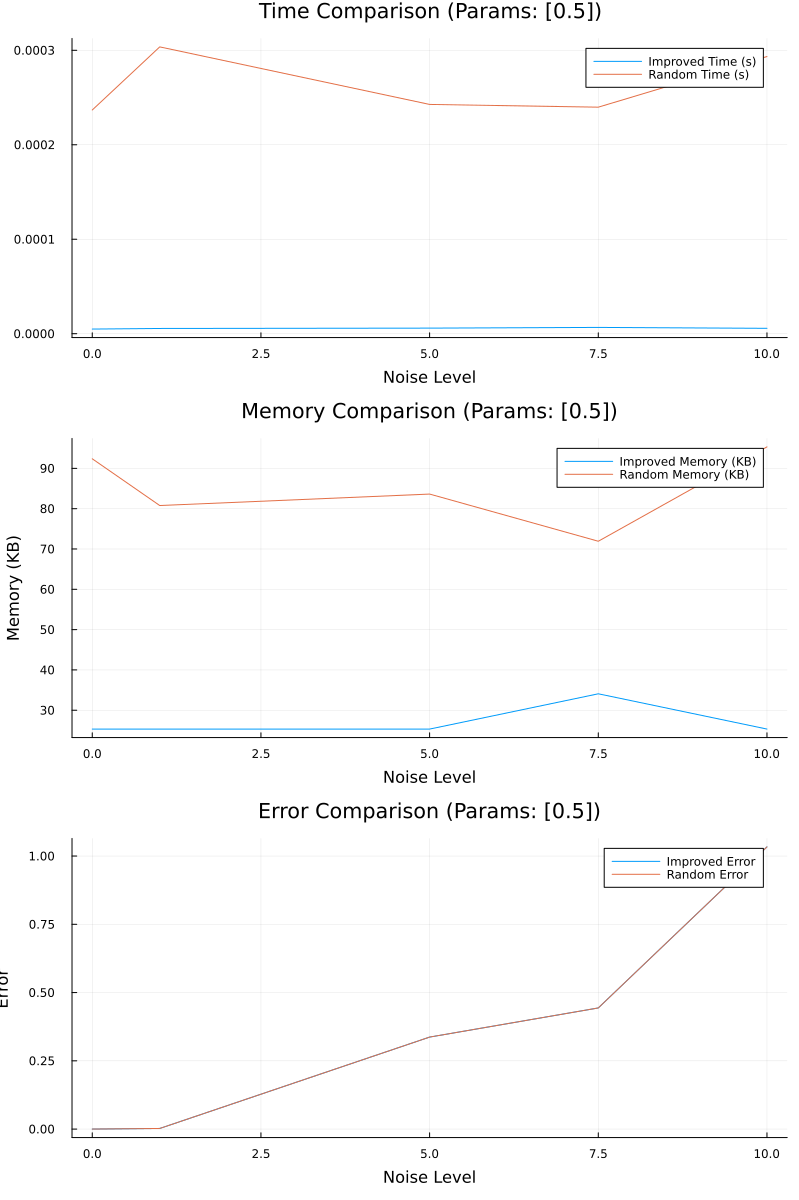 Time Comparison (Params: [0.5])
0.0003
0.0002
0.0001
0.0000
Improved Time (s)
Random Time (s)
0.0 2.5 5.0 7.5 10.0
Noise Level
Memory Comparison (Params: [0.5])
Memory (KB)
90
80
70
60
50
40
30
Improved Memory (KB)
Random Memory (KB)
0.0 2.5 5.0 7.5 10.0
Noise Level
Error Comparison (Params: [0.5])
Error
1.00
0.75
0.50
0.25
0.00
Improved Error
Random Error
0.0 2.5 5.0 7.5 10.0
Noise Level